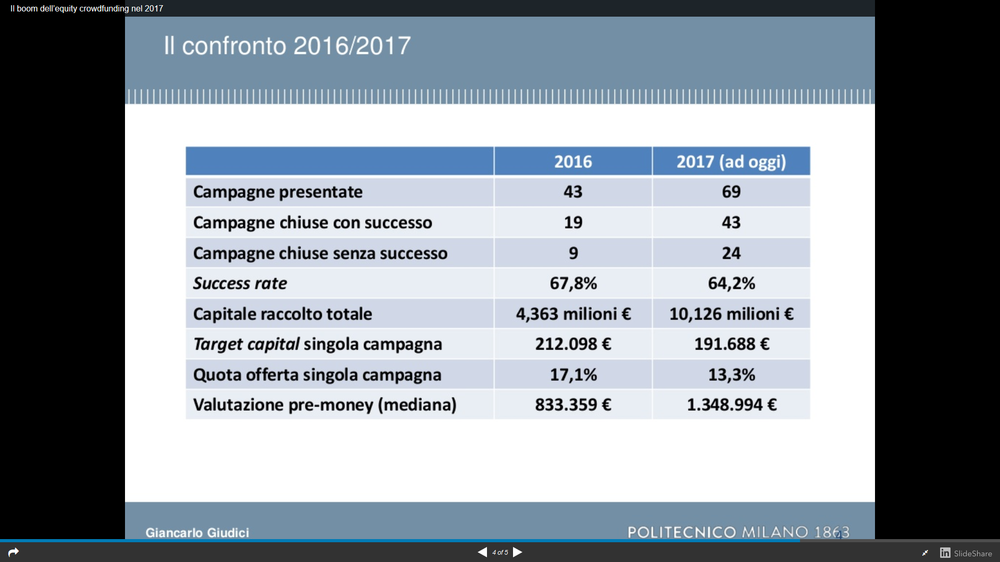 Il boom dell'equity crowdfunding nel 2017
Il confronto 2016/2017
2016 2017 (ad oggi)
Campagne presentate 43 69
Campagne chiuse con successo 19 43
Campagne chiuse senza successo 9 24
Success rate 67,8% 64,2%
Capitale raccolto totale 4,363 milioni € 10,126 milioni €
Target capital singola campagna 212.098 € 191.688 €
Quota offerta singola campagna 17,1% 13,3%
Valutazione pre-money (mediana) 833.359 € 1.348.994 €
Giancarlo Giudici
POLITECNICO MILANO 1863
4
4 of 5
in SlideShare